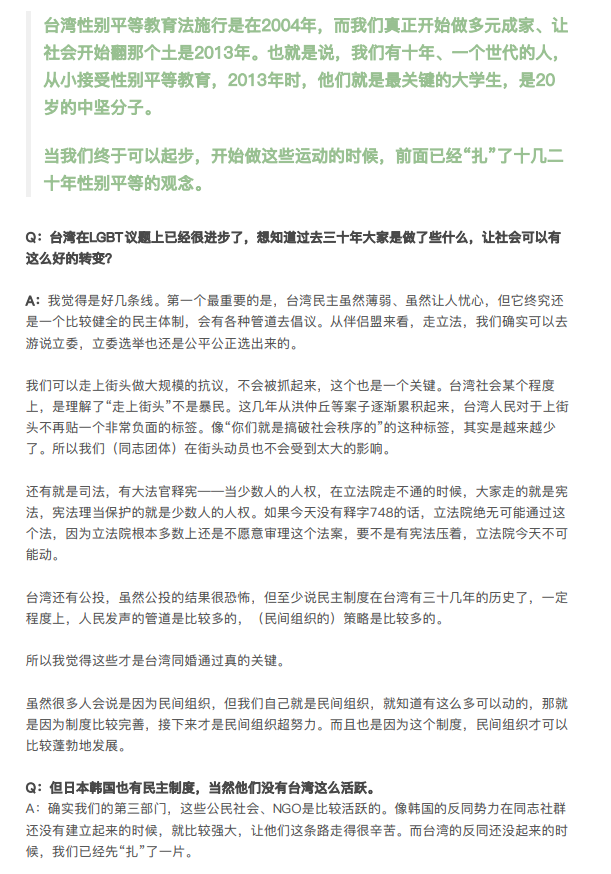 台湾性别平等教育法施行是在2004年，而我们真正开始做多元成家、让
社会开始翻那个土是2013年。也就是说，我们有十年、一个世代的人，
从小接受性别平等教育，2013年时，他们就是最关键的大学生，是20
岁的中坚分子。
当我们终于可以起步，开始做这些运动的时候，前面已经“扎”了十几二
十年性别平等的观念。
Q：台湾在LGBT议题上已经很进步了，想知道过去三十年大家是做了些什么，让社会可以有
这么好的转变?
A：我觉得是好几条线。第一个最重要的是，台湾民主虽然薄弱、虽然让人忧心，但它终究还
是一个比较健全的民主体制，会有各种管道去倡议。从伴侣盟来看，走立法，我们确实可以去
游说立委，立委选举也还是公平公正选出来的。
我们可以走上街头做大规模的抗议，不会被抓起来，这个也是一个关键。台湾社会某个程度
上，是理解了“走上街头”不是暴民。这几年从洪仲丘等案子逐渐累积起来，台湾人民对于上街
头不再贴一个非常负面的标签。像“你们就是搞破社会秩序的”的这种标签，其实是越来越少
了。所以我们（同志团体）在街头动员也不会受到太大的影响。
还有就是司法，有大法官释宪——当少数人的人权，在立法院走不通的时候，大家走的就是宪
法，宪法理当保护的就是少数人的人权。如果今天没有释字748的话，立法院绝无可能通过这
个法，因为立法院根本多数上还是不愿意审理这个法案，要不是有宪法压着，立法院今天不可
能动。
台湾还有公投，虽然公投的结果很恐怖，但至少说民主制度在台湾有三十几年的历史了，一定
程度上，人民发声的管道是比较多的，（民间组织的）策略是比较多的。
所以我觉得这些才是台湾同婚通过真的关键。
虽然很多人会说是因为民间组织，但我们自己就是民间组织，就知道有这么多可以动的，那就
是因为制度比较完善，接下来才是民间组织超努力。而且也是因为这个制度，民间组织才可以
比较蓬勃地发展。
Q：但日本韩国也有民主制度，当然他们没有台湾这么活跃。
A：确实我们的第三部门，这些公民社会、NGO是比较活跃的。像韩国的反同势力在同志社群
还没有建立起来的时候，就比较强大，让他们这条路走得很辛苦。而台湾的反同还没起来的时
候，我们已经先“扎”了一片。